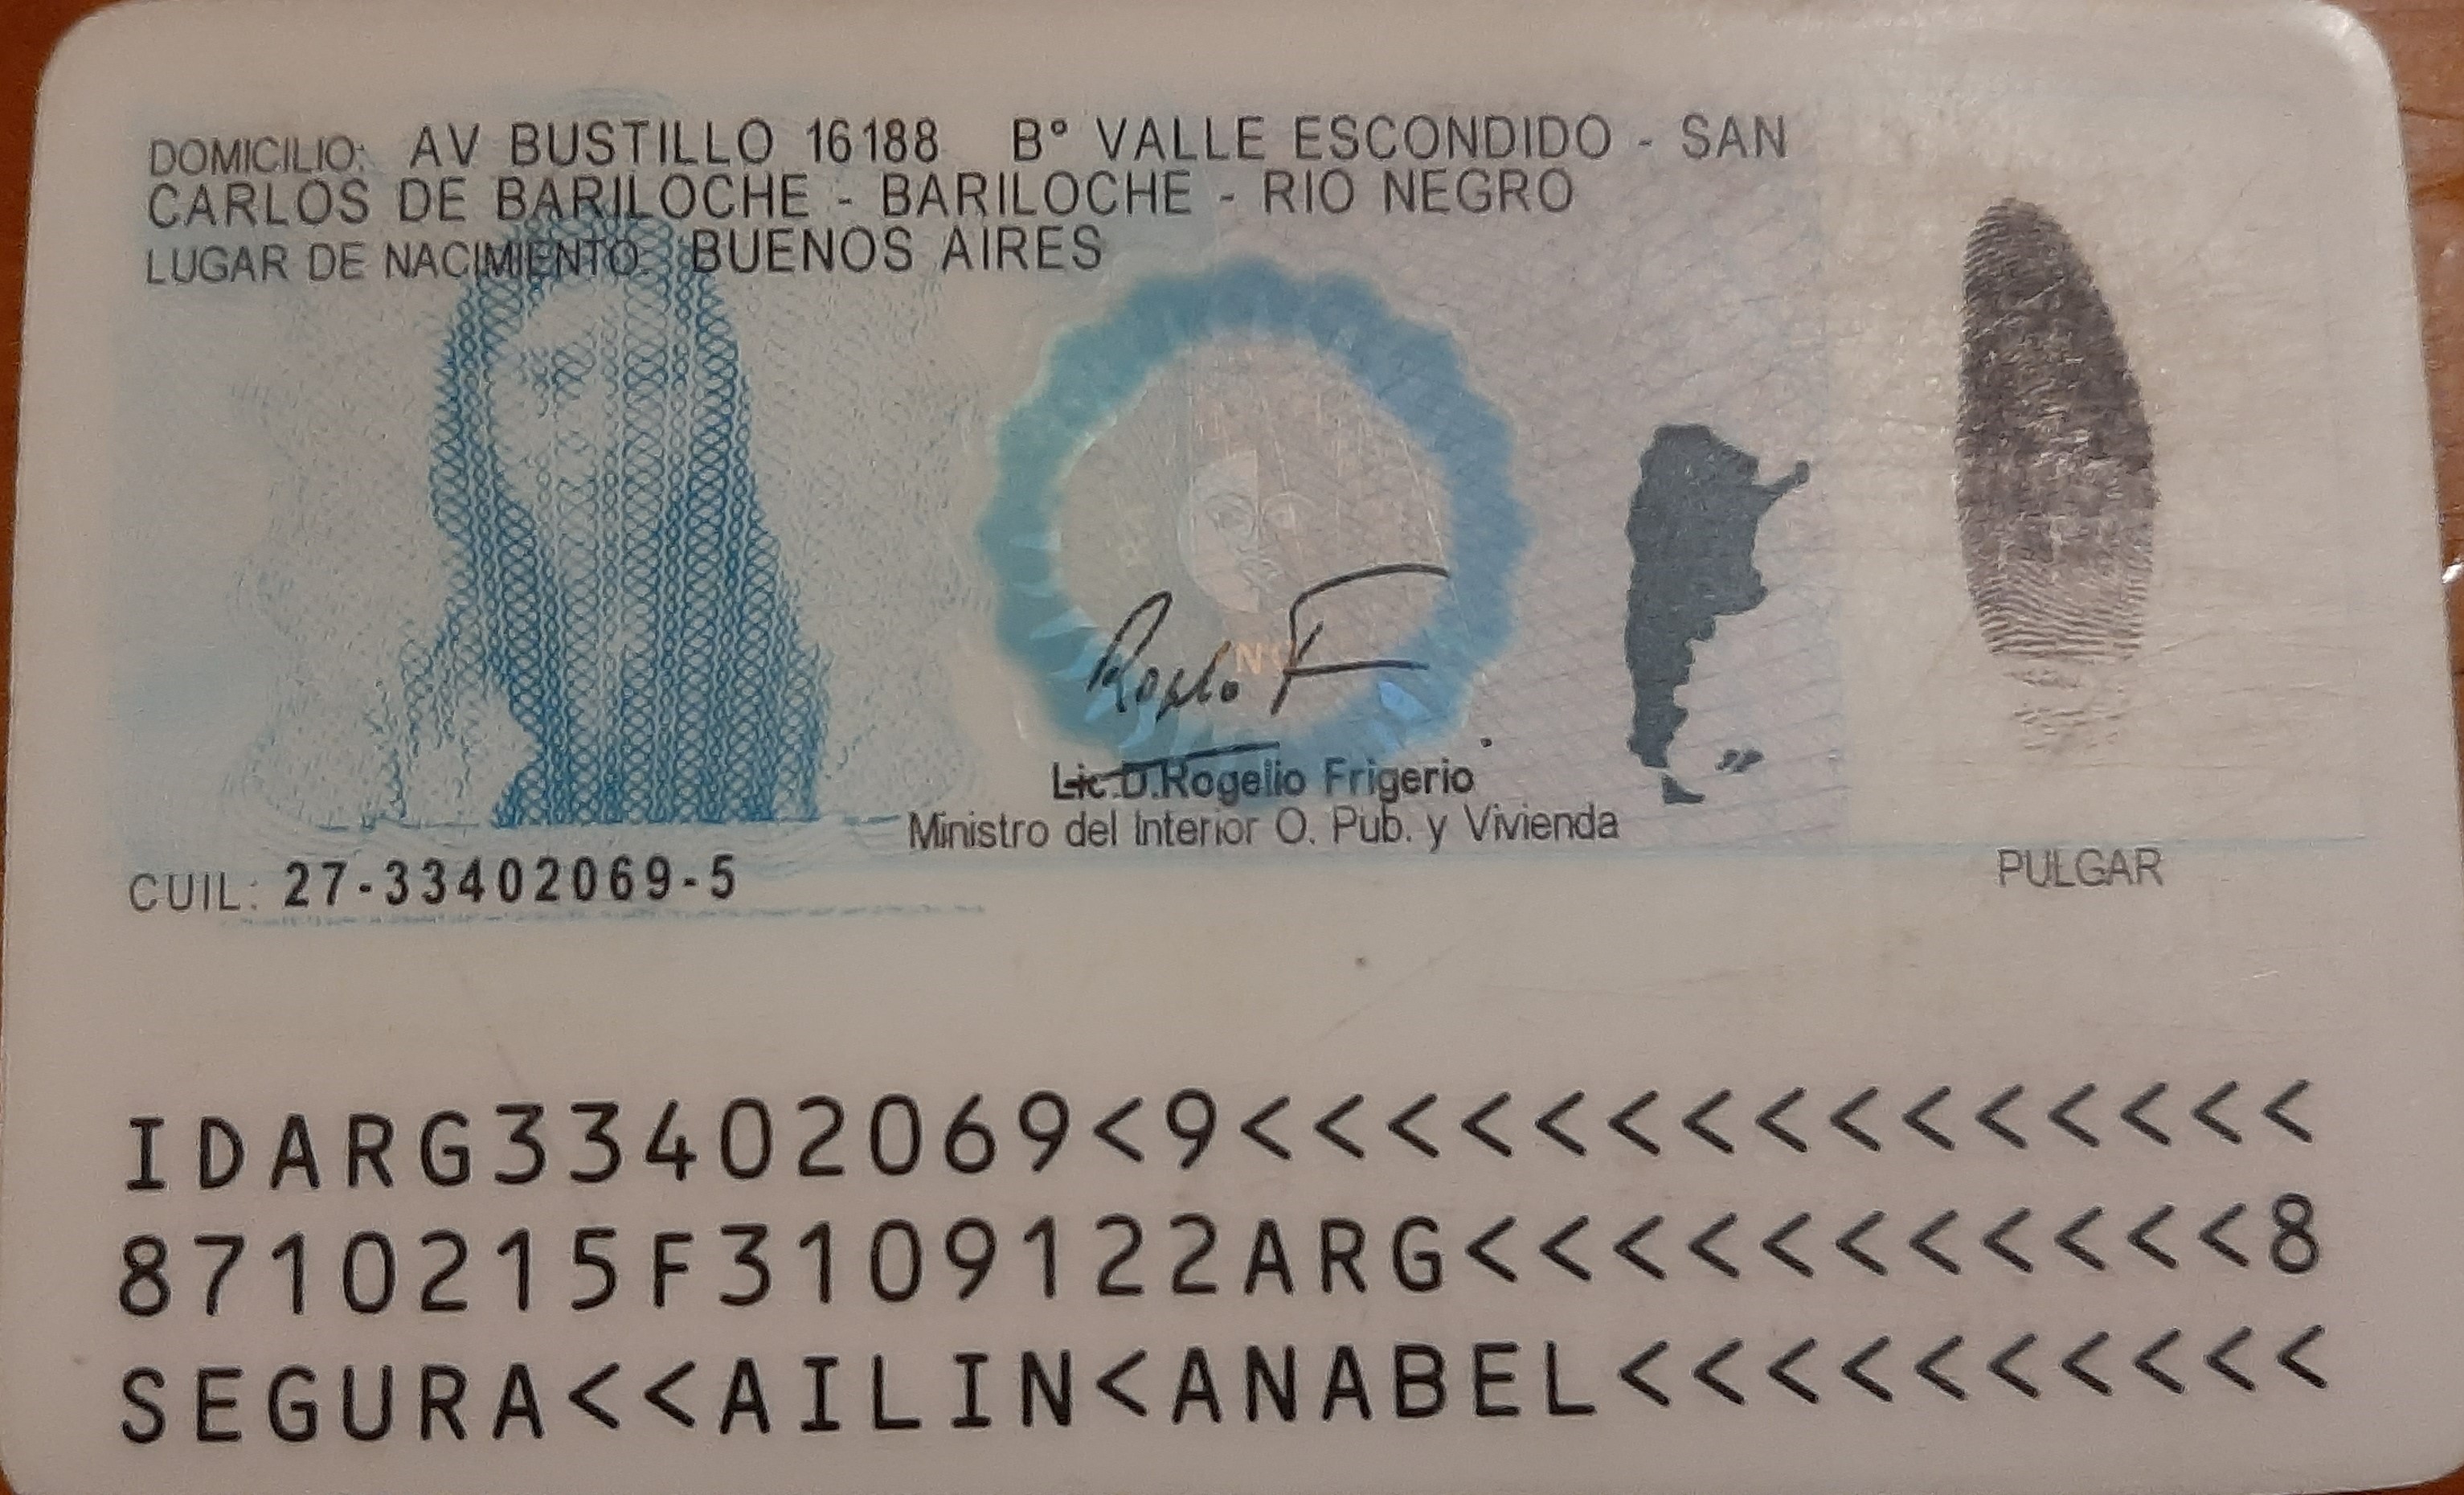 DOMICILIO: AV BUSTILLO 16188 B° VALLE ESCONDIDO - SAN
CARLOS DE BARILOCHE - BARILOCHE - RIO NEGRO
LUGAR DE NACIMIENTO: BUENOS AIRES
Lic.D.Rogelio Frigerio
Ministro del Interior O. Pub. y Vivienda
CUIL: 27-33402069-5
PULGAR
IDARG33402069<9<<<<<<<<<<<<<<<
8710215F3109122ARG<<<<<<<<<<<8
SEGURA<<AILIN<ANABEL<<<<<<<<<<